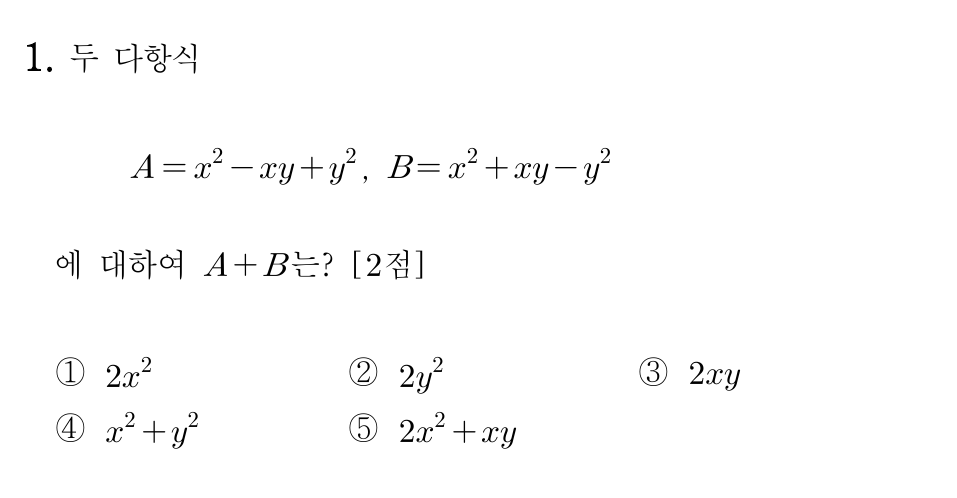 1. 두 다항식
A=x²−xy+y², B=x²+xy−y²
에 대하여 A+B는? [2점]
① 2x² ② 2y² ③ 2xy
④ x²+y² ⑤ 2x²+xy